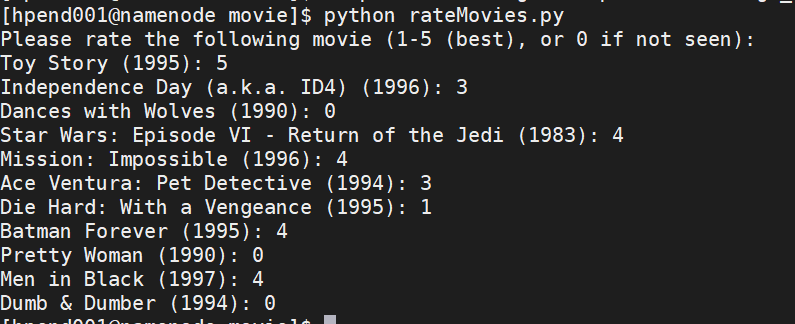 [hpend001@namenode movie]$ python rateMovies.py
Please rate the following movie (1-5 (best), or 0 if not seen):
Toy Story (1995): 5
Independence Day (a.k.a. ID4) (1996): 3
Dances with Wolves (1990): 0
Star Wars: Episode VI - Return of the Jedi (1983): 4
Mission: Impossible (1996): 4
Ace Ventura: Pet Detective (1994): 3
Die Hard: With a Vengeance (1995): 1
Batman Forever (1995): 4
Pretty Woman (1990): 0
Men in Black (1997): 4
Dumb & Dumber (1994): 0
[hpend001@namenode movie]$